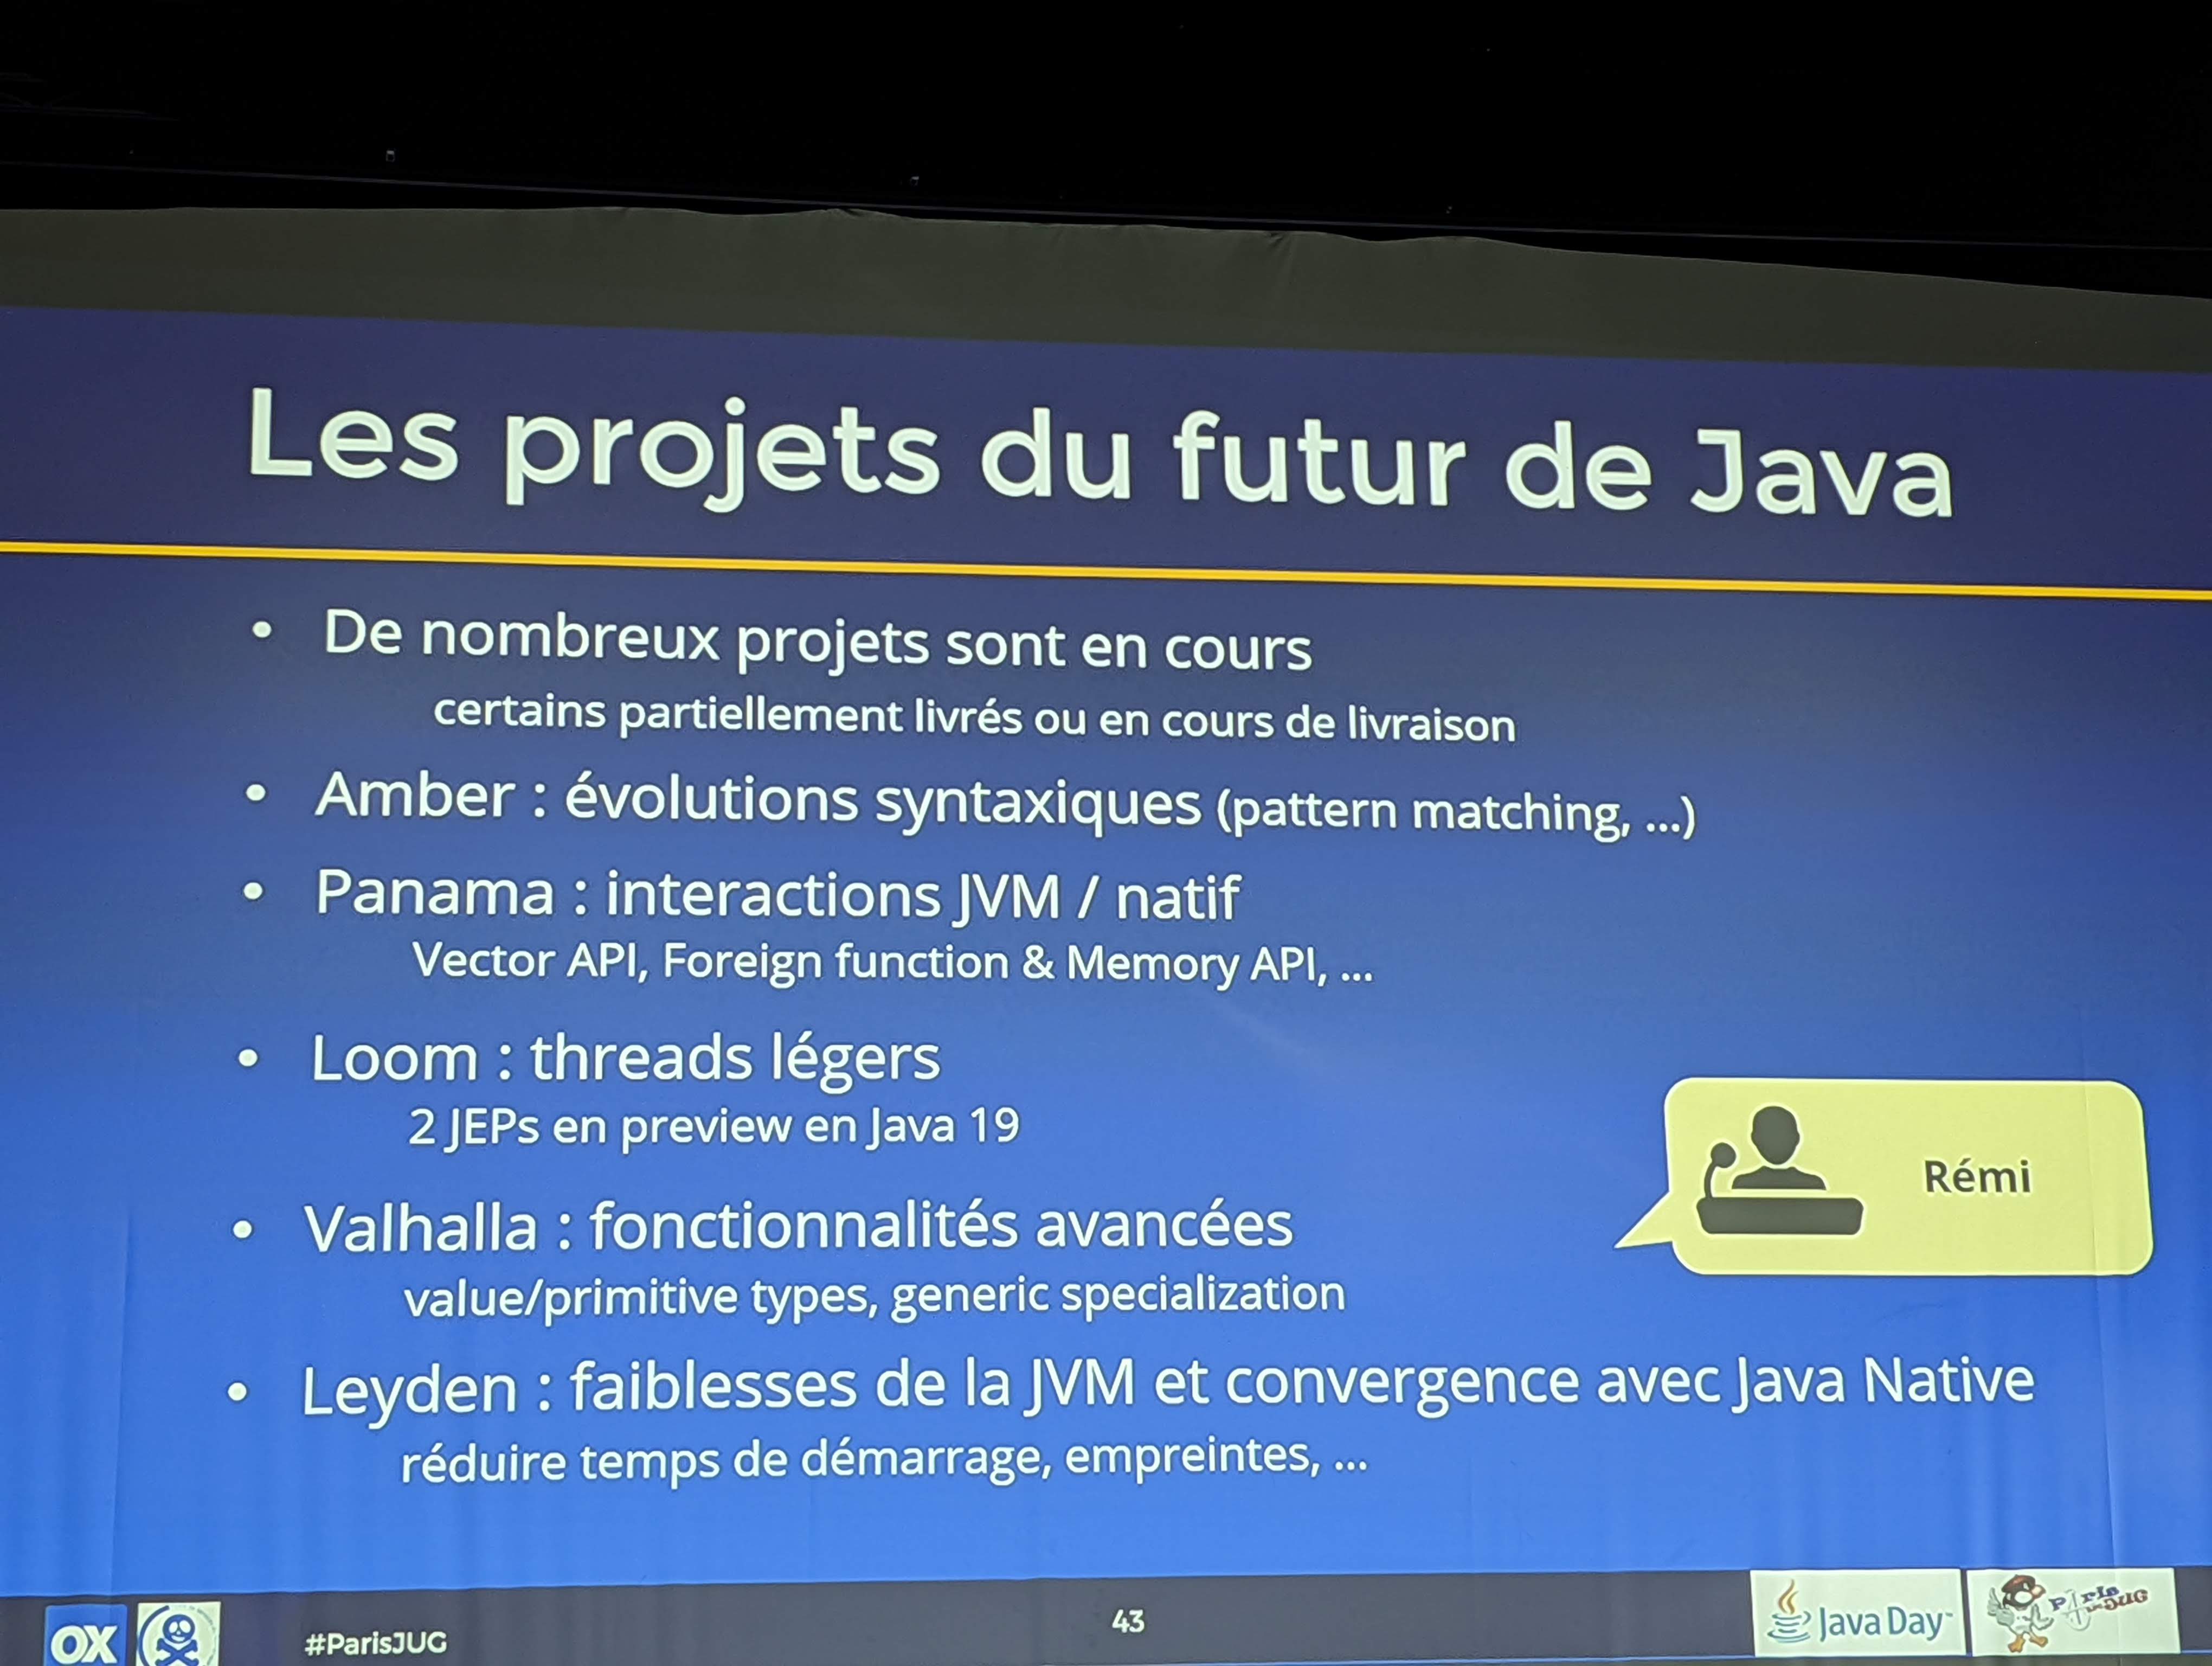 Les projets du futur de Java
• De nombreux projets sont en cours
certains partiellement livrés ou en cours de livraison
• Amber : évolutions syntaxiques (pattern matching, ...)
• Panama : interactions JVM / natif
Vector API, Foreign function & Memory API, ...
• Loom : threads légers
2 JEPs en preview en Java 19
Rémi
• Valhalla : fonctionnalités avancées
value/primitive types, generic specialization
• Leyden : faiblesses de la JVM et convergence avec Java Native
réduire temps de démarrage, empreintes, ...
OX
#ParisJUG
43
Java Day
Paris JUG